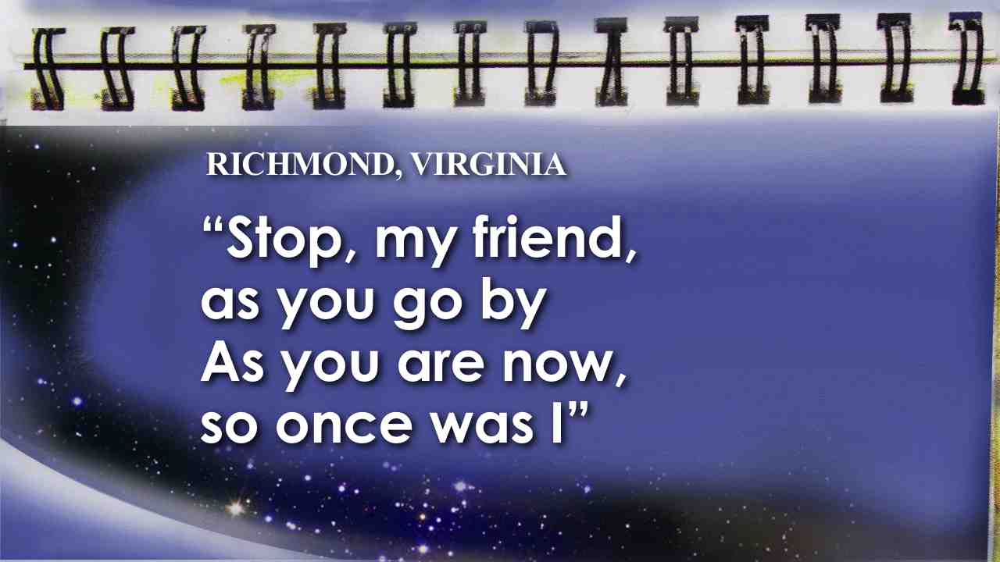 RICHMOND, VIRGINIA
“Stop, my friend,
as you go by
As you are now,
so once was I”